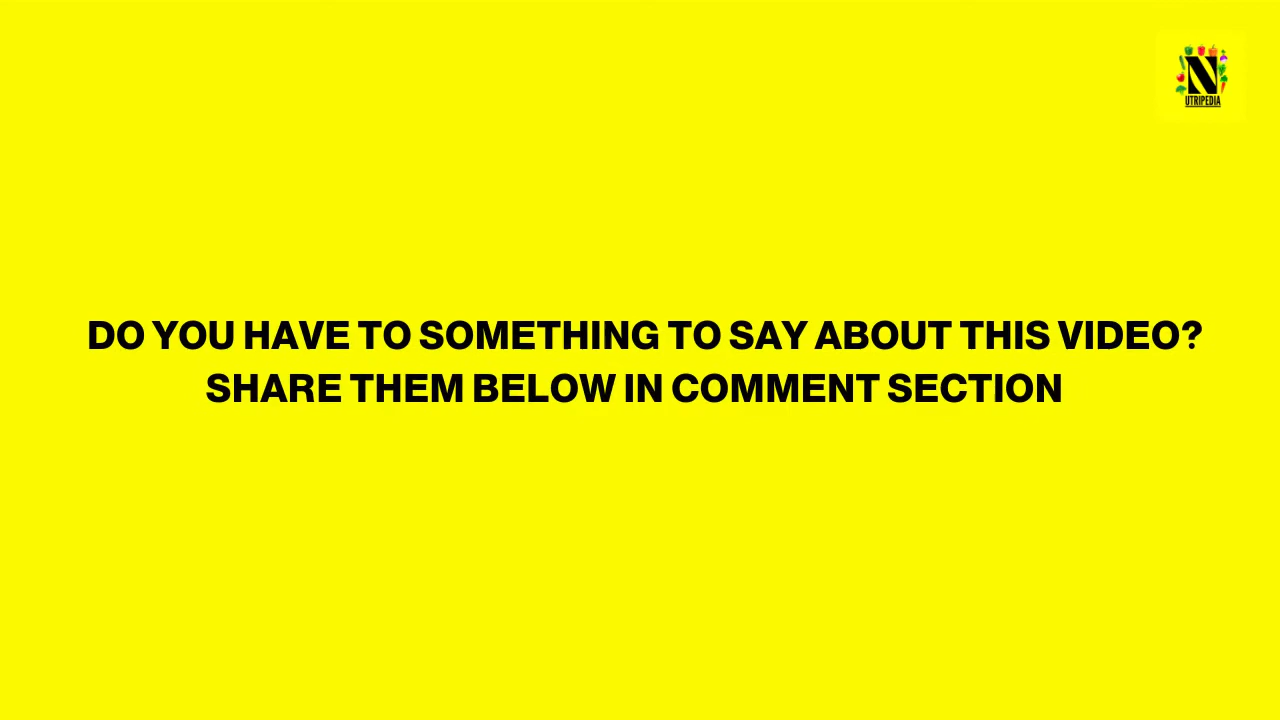 N
UTRIPEDIA
DO YOU HAVE TO SOMETHING TO SAY ABOUT THIS VIDEO?
SHARE THEM BELOW IN COMMENT SECTION